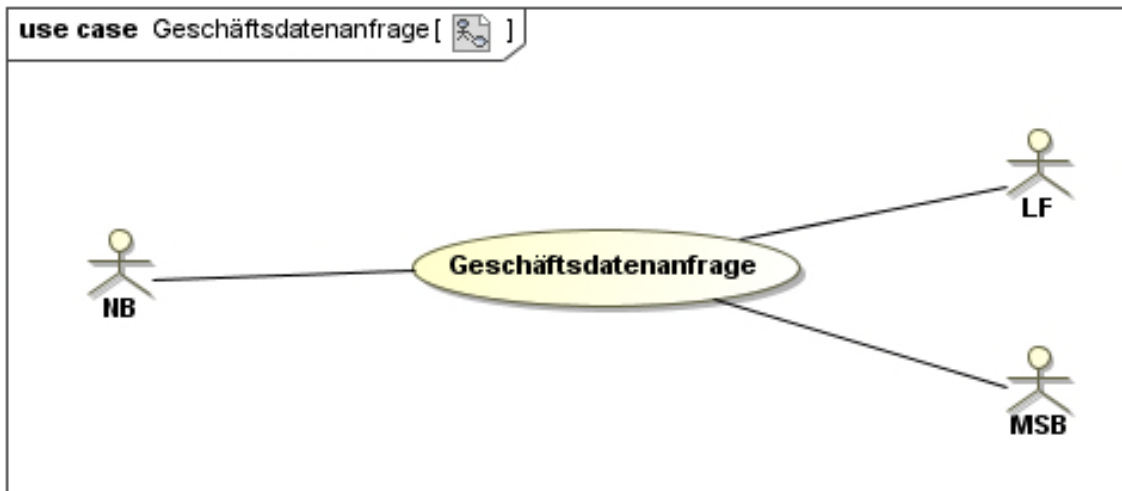 use case Geschäftsdatenanfrage [ ]
LF
Geschäftsdatenanfrage
NB
MSB